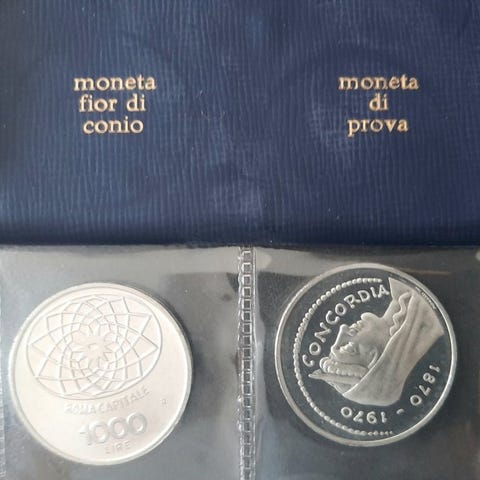 moneta
fior di
conio
moneta
di
prova
ROMA CAPITALE
R
1000
LIRE
CONCORDIA
1870 - 1970